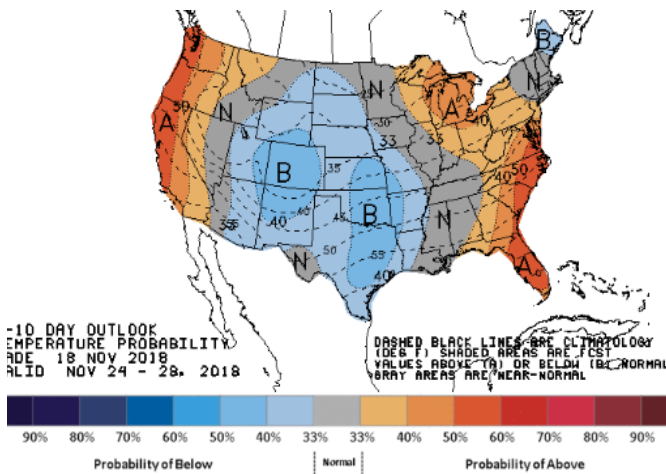 B
N
N
A
A
50
N
A
40
33
50
33
B
35
40
50
B
40
45
40
N
33
50
55
N
40
A
-10 DAY OUTLOOK
EMPERATURE PROBABILITY
ADE 18 NOV 2018
ALID NOV 24 - 28, 2018
DASHED BLACK LINES ARE CLIMATOLOGY
(DEG F) SHADED AREAS ARE FCST
VALUES ABOVE (A) OR BELOW (B) NORMAL
GRAY AREAS ARE NEAR-NORMAL
90% 80% 70% 60% 50% 40% 33% 33% 40% 50% 60% 70% 80% 90%
Probability of Below Normal Probability of Above